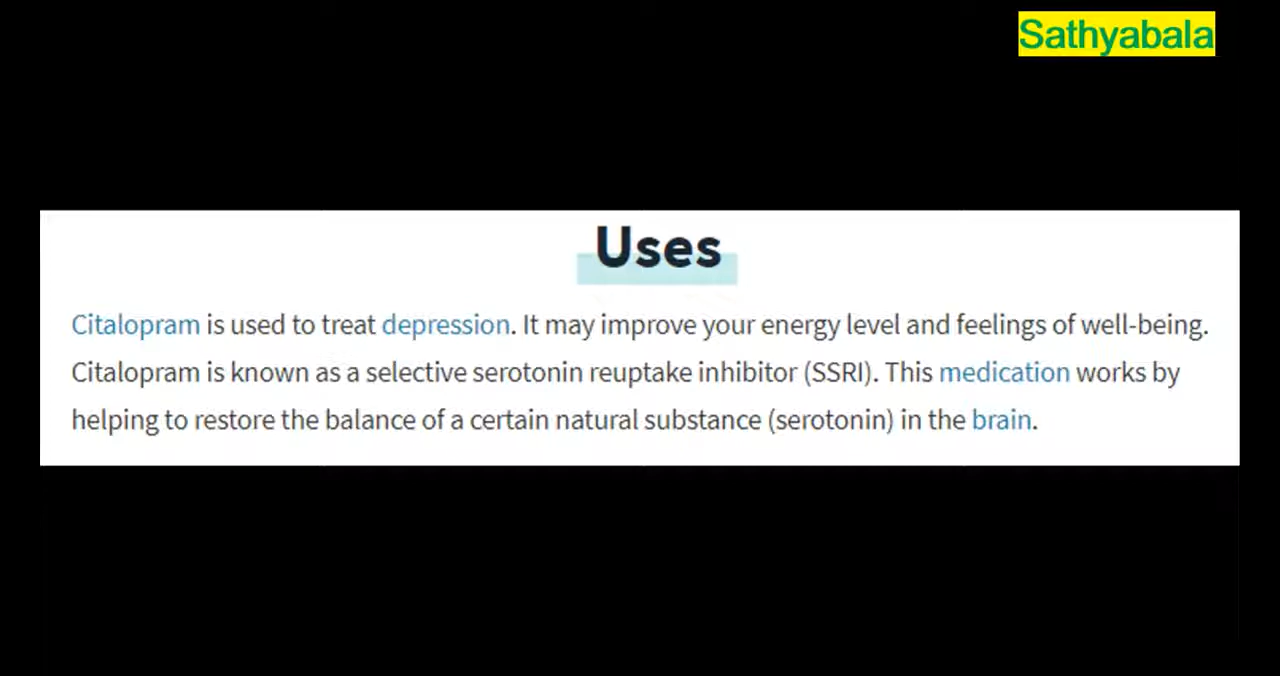 Sathyabala
Uses
Citalopram is used to treat depression. It may improve your energy level and feelings of well-being.
Citalopram is known as a selective serotonin reuptake inhibitor (SSRI). This medication works by
helping to restore the balance of a certain natural substance (serotonin) in the brain.